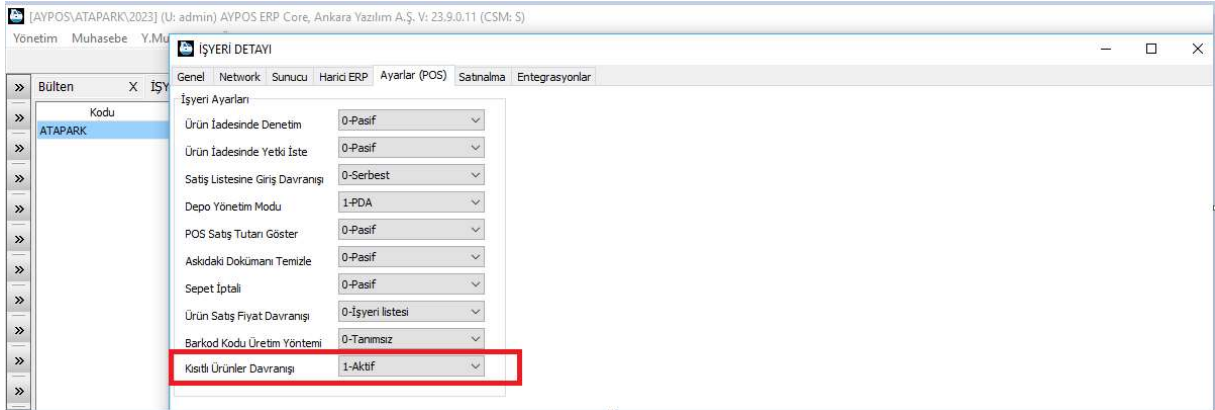 [AYPOS\ATAPARK\2023] (U: admin) AYPOS ERP Core, Ankara Yazılım A.Ş. V: 23.9.0.11 (CSM: S)
Yönetim Muhasebe Y.Mu
İŞYERİ DETAYI
Genel Network Sunucu Harici ERP Ayarlar (POS) Satınalma Entegrasyonlar
» Bülten X İŞY
İşyeri Ayarları
» Kodu
ATAPARK
Ürün İadesinde Denetim 0-Pasif
» Ürün İadesinde Yetki İste 0-Pasif
» Satiş Listesine Giriş Davranışı 0-Serbest
» Depo Yönetim Modu 1-PDA
» POS Satış Tutarı Göster 0-Pasif
» Askıdaki Dokümanı Temizle 0-Pasif
» Sepet İptali 0-Pasif
» Ürün Satış Fiyat Davranışı 0-İşyeri listesi
» Barkod Kodu Üretim Yöntemi 0-Tanımsız
» Kısıtlı Ürünler Davranışı 1-Aktif